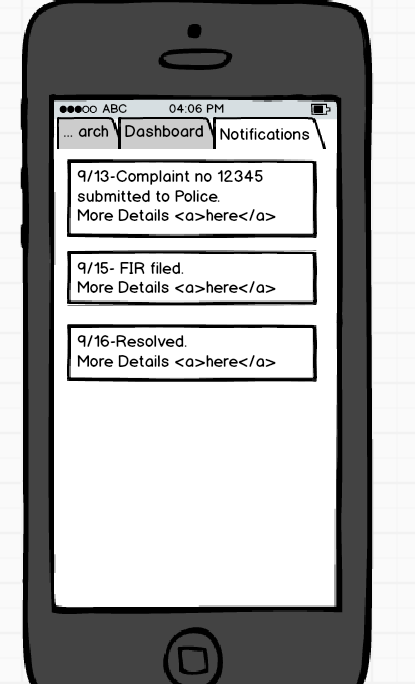 ABC 04:06 PM
... arch Dashboard Notifications
9/13-Complaint no 12345
submitted to Police.
More Details <a>here</a>
9/15- FIR filed.
More Details <a>here</a>
9/16-Resolved.
More Details <a>here</a>